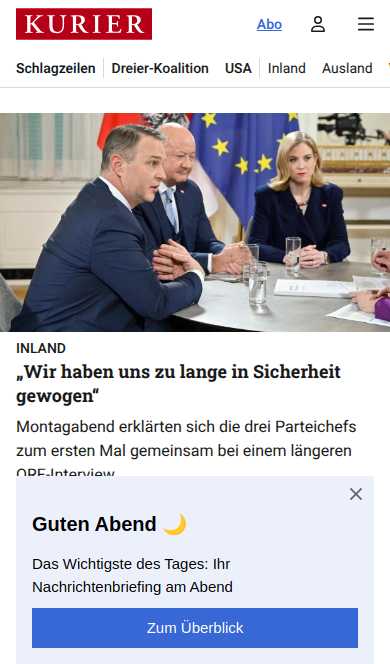 KURIER
Abo
Schlagzeilen Dreier-Koalition USA Inland Ausland
INLAND
„Wir haben uns zu lange in Sicherheit
gewogen“
Montagabend erklärten sich die drei Parteichefs
zum ersten Mal gemeinsam bei einem längeren
ORF-Interview
Guten Abend 🌙
Das Wichtigste des Tages: Ihr
Nachrichtenbriefing am Abend
Zum Überblick